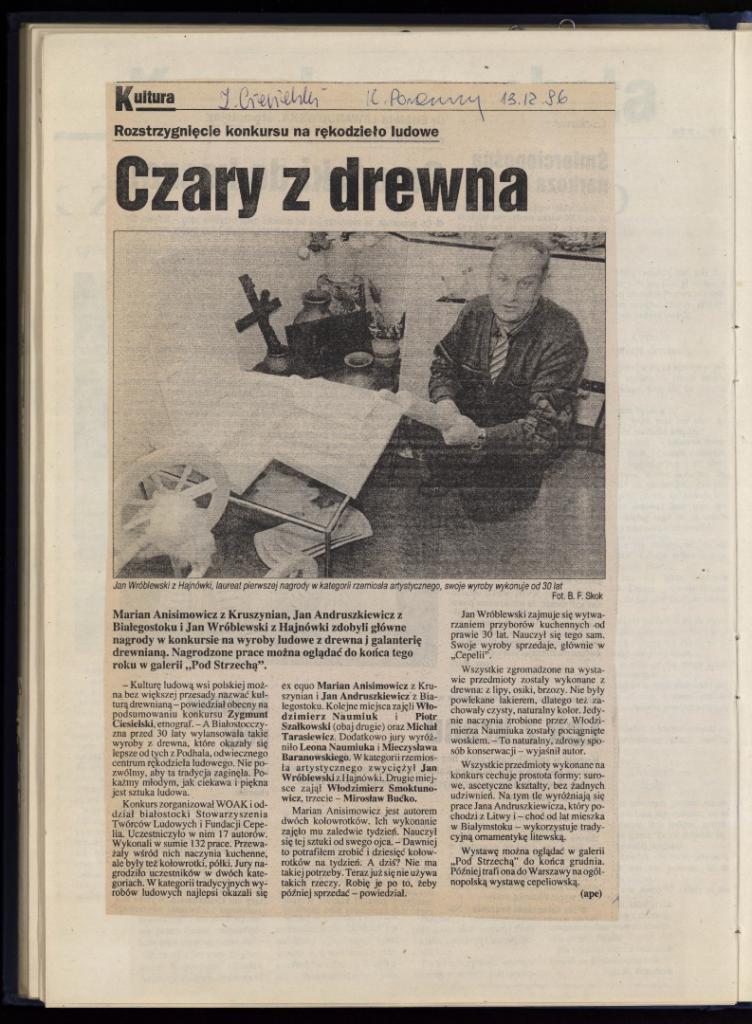 Kultura
K. Poranny 13.12.96
Rozstrzygnięcie konkursu na rękodzieło ludowe
Czary z drewna
Jan Wróblewski z Hajnówki, laureat pierwszej nagrody w kategorii rzemiosła artystycznego, swoje wyroby wykonuje od 30 lat
Fot. B. F. Skok
Marian Anisimowicz z Kruszynian, Jan Andruszkiewicz z
Białegostoku i Jan Wróblewski z Hajnówki zdobyli główne
nagrody w konkursie na wyroby ludowe z drewna i galanterię
drewnianą. Nagrodzone prace można oglądać do końca tego
roku w galerii „Pod Strzechą”.
– Kulturę ludową wsi polskiej moż-
na bez większej przesady nazwać kul-
turą drewnianą – powiedział obecny na
podsumowaniu konkursu Zygmunt
Ciesielski, etnograf. – A Białostocczy-
zna przed 30 laty wylansowała takie
wyroby z drewna, które okazały się
lepsze od tych z Podhala, odwiecznego
centrum rękodzieła ludowego. Nie po-
zwólmy, aby ta tradycja zaginęła. Po-
każmy młodym, jak ciekawa i piękna
jest sztuka ludowa.
Konkurs zorganizował WOAK i od-
dział białostocki Stowarzyszenia
Twórców Ludowych i Fundacji Cepe-
lia. Uczestniczyło w nim 17 autorów.
Wykonali w sumie 132 prace. Przewa-
żały wśród nich naczynia kuchenne,
ale były też kołowrotki, półki. Jury na-
grodziło uczestników w dwóch kate-
goriach. W kategorii tradycyjnych wy-
robów ludowych najlepsi okazali się
ex equo Marian Anisimowicz z Kru-
szynian i Jan Andruszkiewicz z Bia-
łegostoku. Kolejne miejsca zajęli Wło-
dzimierz Naumiuk i Piotr
Szałkowski (obaj drugie) oraz Michał
Tarasiewicz. Dodatkowo jury wyróż-
niło Leona Naumiuka i Mieczysława
Baranowskiego. W kategorii rzemios-
ła artystycznego zwyciężył Jan
Wróblewski z Hajnówki. Drugie miej-
sce zajął Włodzimierz Smoktuno-
wicz, trzecie – Mirosław Bućko.
Marian Anisimowicz jest autorem
dwóch kołowrotków. Ich wykonanie
zajęło mu zaledwie tydzień. Nauczył
się tej sztuki od swego ojca. – Dawniej
to potrafiłem zrobić i dziesięć kołow-
rotków na tydzień. A dziś? Nie ma
takiej potrzeby. Teraz już się nie używa
takich rzeczy. Robię je po to, żeby
później sprzedać – powiedział.
Jan Wróblewski zajmuje się wytwa-
rzaniem przyborów kuchennych od
prawie 30 lat. Nauczył się tego sam.
Swoje wyroby sprzedaje, głównie w
„Cepelii”.
Wszystkie zgromadzone na wysta-
wie przedmioty zostały wykonane z
drewna: z lipy, osiki, brzozy. Nie były
powlekane lakierem, dlatego też za-
chowały czysty, naturalny kolor. Jedy-
nie naczynia zrobione przez Włodzi-
mierza Naumiuka zostały pociągnięte
woskiem. – To naturalny, zdrowy spo-
sób konserwacji – wyjaśnił autor.
Wszystkie przedmioty wykonane na
konkurs cechuje prostota formy: suro-
we, ascetyczne kształty, bez żadnych
udziwnień. Na tym tle wyróżniają się
prace Jana Andruszkiewicza, który po-
chodzi z Litwy i – choć od lat mieszka
w Białymstoku – wykorzystuje trady-
cyjną ornamentykę litewską.
Wystawę można oglądać w galerii
„Pod Strzechą” do końca grudnia.
Później trafi ona do Warszawy na ogól-
nopolską wystawę cepeliowską.
(ape)